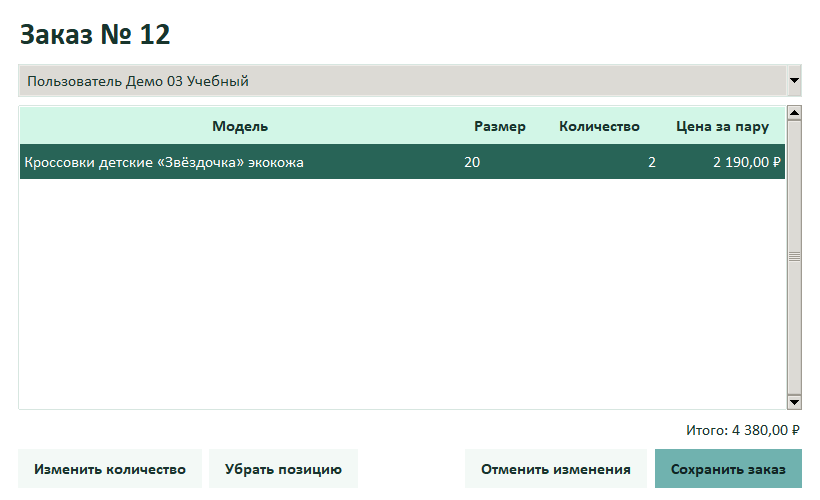 Заказ № 12
Пользователь Демо 03 Учебный
Модель Размер Количество Цена за пару
Кроссовки детские «Звёздочка» экокожа 20 2 2 190,00 ₽
Итого: 4 380,00 ₽
Изменить количество Убрать позицию Отменить изменения Сохранить заказ